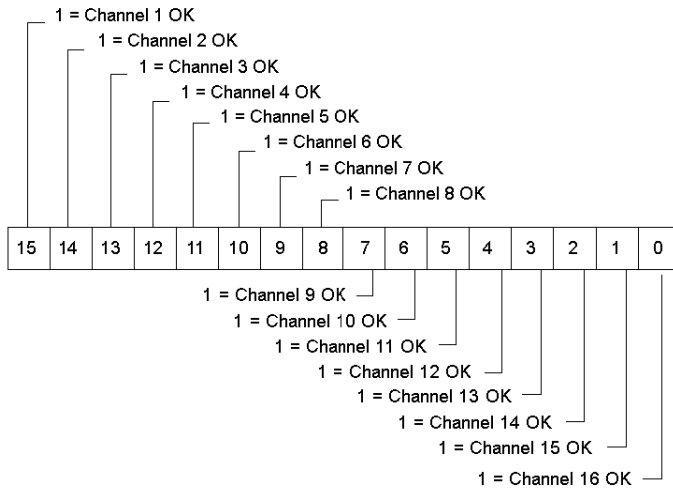 1 = Channel 1 OK
1 = Channel 2 OK
1 = Channel 3 OK
1 = Channel 4 OK
1 = Channel 5 OK
1 = Channel 6 OK
1 = Channel 7 OK
1 = Channel 8 OK
15 14 13 12 11 10 9 8 7 6 5 4 3 2 1 0
1 = Channel 9 OK
1 = Channel 10 OK
1 = Channel 11 OK
1 = Channel 12 OK
1 = Channel 13 OK
1 = Channel 14 OK
1 = Channel 15 OK
1 = Channel 16 OK